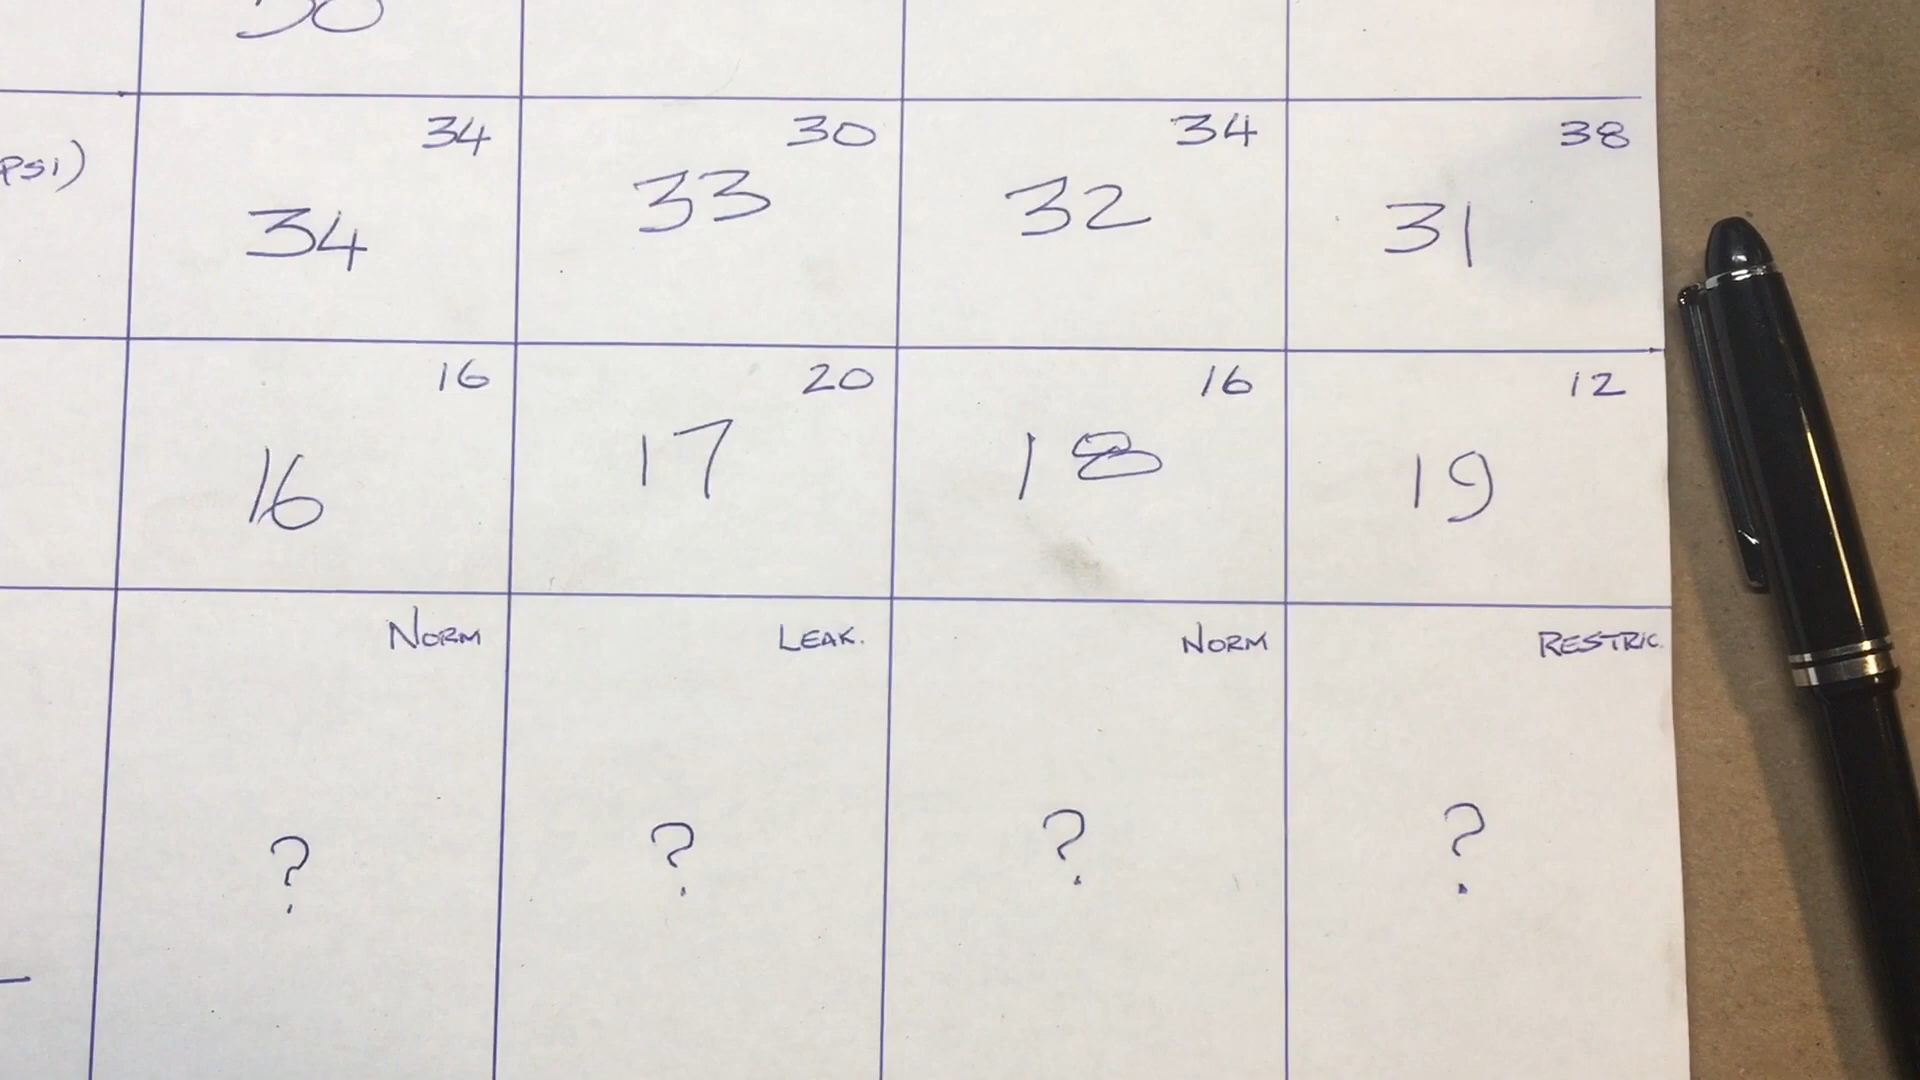 50
34 30 34 38
PSI) 34 33 32 31
16 20 16 12
16 17 18 19
NORM LEAK. NORM RESTRIC.
? ? ? ?